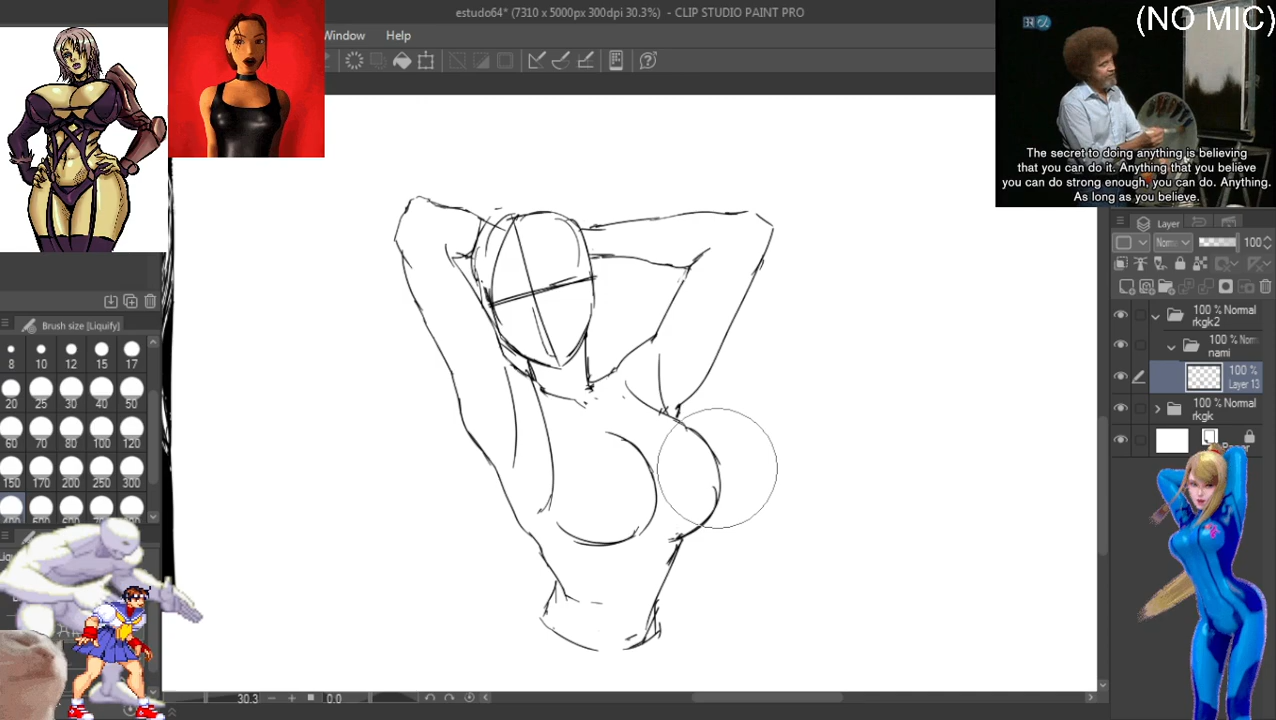 estudo64* (7310 x 5000px 300dpi 30.3%) - CLIP STUDIO PAINT PRO
(NO MIC)
Window Help
The secret to doing anything is believing
that you can do it. Anything that you believe
you can do strong enough, you can do. Anything.
As long as you believe.
Layer
100
100 % Normal
rkgk2
100 % Norm
nami
100 %
Layer 13
100 % Normal
rkgk
Brush size [Liquify]
8 10 12 15 17
20 25 30 40 50
60 70 80 100 120
150 170 200 250 300
30.3
0.0